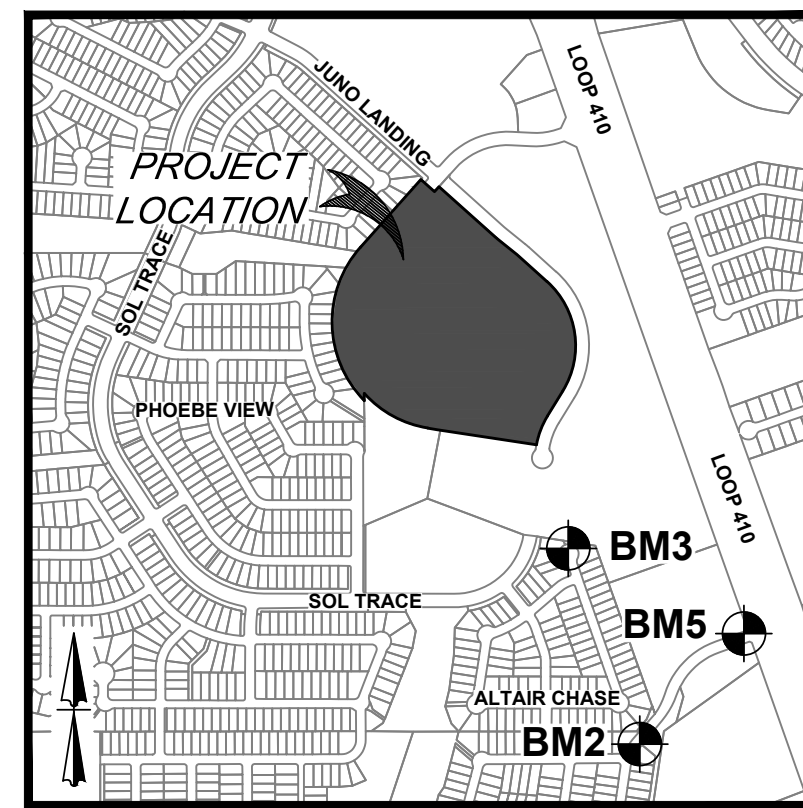 JUNO LANDING
LOOP 410
PROJECT
LOCATION
SOL TRACE
PHOEBE VIEW
LOOP 410
BM3
SOL TRACE
BM5
ALTAIR CHASE
BM2